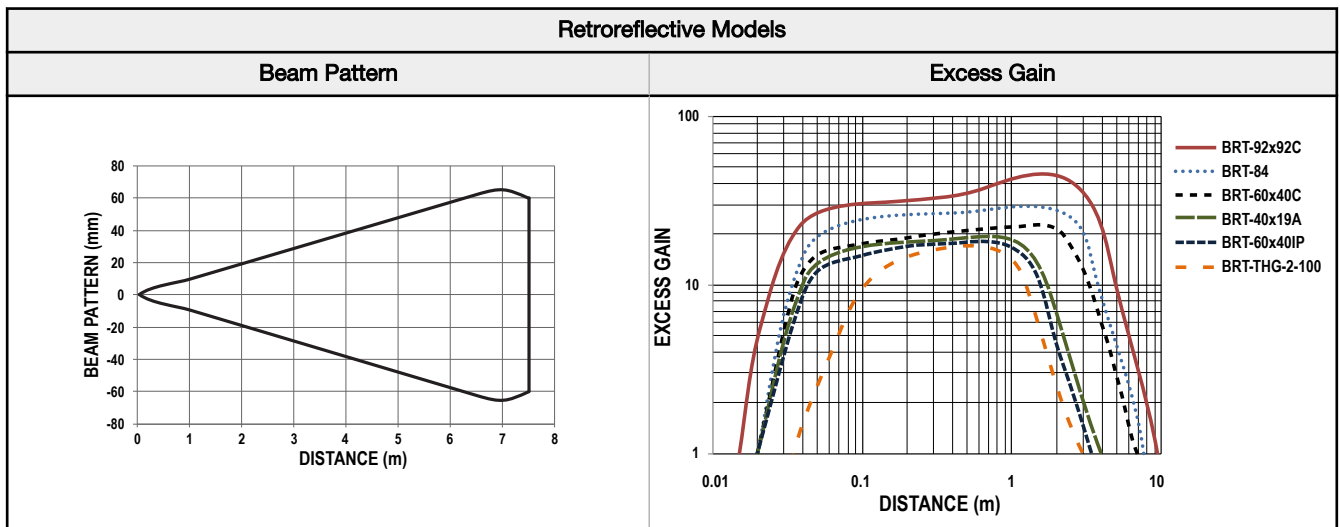 Retroreflective Models
Beam Pattern
Excess Gain
BEAM PATTERN (mm)
80
60
40
20
0
-20
-40
-60
-80
0 1 2 3 4 5 6 7 8
DISTANCE (m)
EXCESS GAIN
100
10
1
0.01 0.1 1 10
DISTANCE (m)
BRT-92x92C
BRT-84
BRT-60x40C
BRT-40x19A
BRT-60x40IP
BRT-THG-2-100